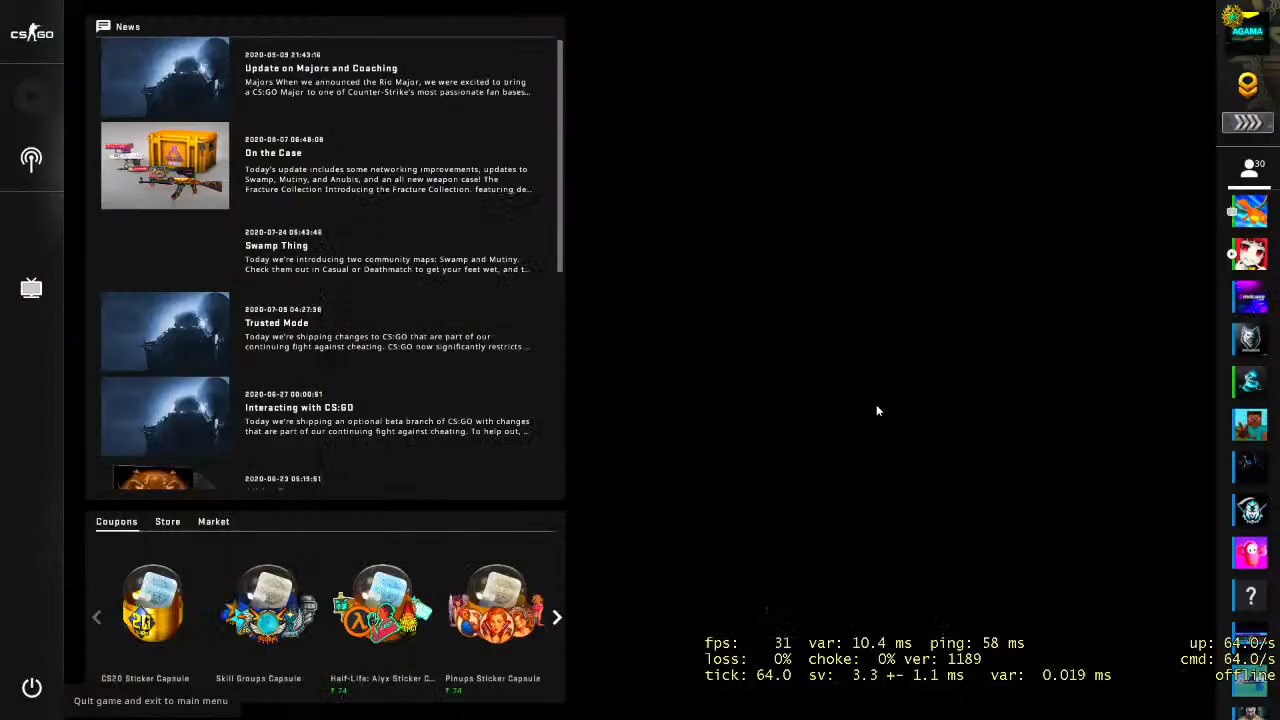 CS:GO
News
2020-09-09 21:43:16
Update on Majors and Coaching
Majors When we announced the Rio Major, we were excited to bring
a CS:GO Major to one of Counter-Strike's most passionate fan bases...
2020-08-07 06:48:08
On the Case
Today's update includes some networking improvements, updates to
Swamp, Mutiny, and Anubis, and an all new weapon case! The
Fracture Collection Introducing the Fracture Collection, featuring de...
2020-07-24 05:43:46
Swamp Thing
Today we're introducing two community maps: Swamp and Mutiny.
Check them out in Casual or Deathmatch to get your feet wet, and t...
2020-07-09 04:27:38
Trusted Mode
Today we're shipping changes to CS:GO that are part of our
continuing fight against cheating. CS:GO now significantly restricts ...
2020-06-27 00:00:51
Interacting with CS:GO
Today we're shipping an optional beta branch of CS:GO with changes
that are part of our continuing fight against cheating. To help out, ...
2020-06-23 05:19:51
Coupons Store Market
CS20 Sticker Capsule
Skill Groups Capsule
Half-Life: Alyx Sticker C...
₹ 74
Pinups Sticker Capsule
₹ 74
Quit game and exit to main menu
AGAMA
30
?
fps: 31 var: 10.4 ms ping: 58 ms up: 64.0/s
loss: 0% choke: 0% ver: 1189 cmd: 64.0/s
tick: 64.0 sv: 3.3 +- 1.1 ms var: 0.019 ms offline